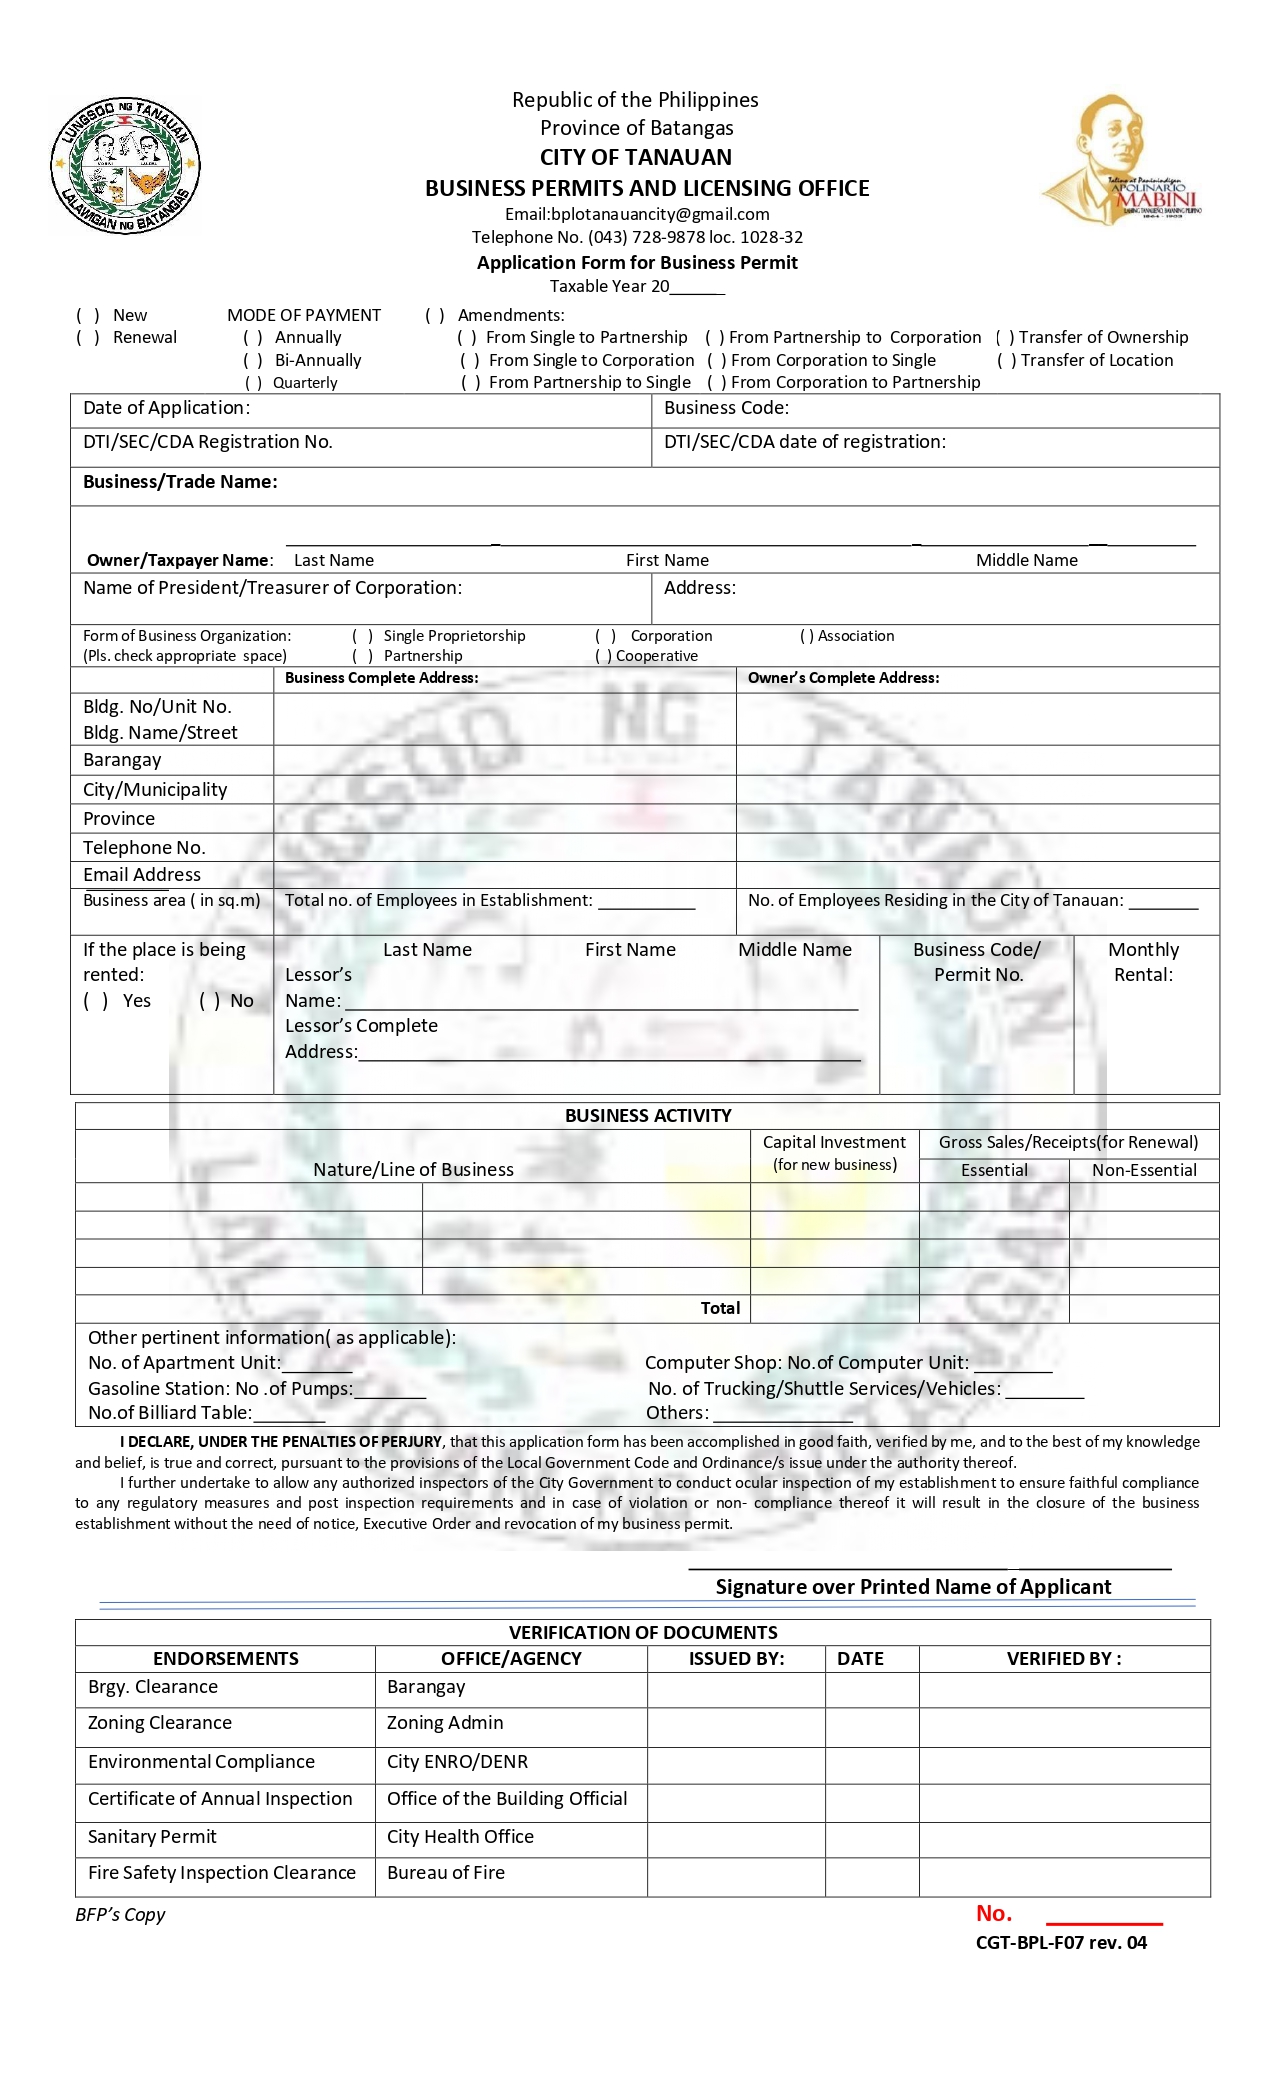 Republic of the Philippines
Province of Batangas
CITY OF TANAUAN
BUSINESS PERMITS AND LICENSING OFFICE
Email:bplotanauancity@gmail.com
Telephone No. (043) 728-9878 loc. 1028-32
Application Form for Business Permit
Taxable Year 20______
LUNGSOD NG TANAUAN
LALAWIGAN NG BATANGAS
Talino at Paninindigan
APOLINARIO
MABINI
1864 - 1903
( ) New MODE OF PAYMENT ( ) Amendments:
( ) Renewal ( ) Annually ( ) From Single to Partnership ( ) From Partnership to Corporation ( ) Transfer of Ownership
( ) Bi-Annually ( ) From Single to Corporation ( ) From Corporation to Single ( ) Transfer of Location
( ) Quarterly ( ) From Partnership to Single ( ) From Corporation to Partnership
Date of Application: Business Code:
DTI/SEC/CDA Registration No. DTI/SEC/CDA date of registration:
Business/Trade Name:
Owner/Taxpayer Name: Last Name First Name Middle Name
Name of President/Treasurer of Corporation: Address:
Form of Business Organization: ( ) Single Proprietorship ( ) Corporation ( ) Association
(Pls. check appropriate space) ( ) Partnership ( ) Cooperative
Business Complete Address: Owner's Complete Address:
Bldg. No/Unit No.
Bldg. Name/Street
Barangay
City/Municipality
Province
Telephone No.
Email Address
Business area ( in sq.m) Total no. of Employees in Establishment: __________ No. of Employees Residing in the City of Tanauan: _______
If the place is being Last Name First Name Middle Name Business Code/ Monthly
rented: Lessor's Permit No. Rental:
( ) Yes ( ) No Name: ____________________
Lessor's Complete
Address:____________________
BUSINESS ACTIVITY
Capital Investment Gross Sales/Receipts(for Renewal)
Nature/Line of Business (for new business) Essential Non-Essential
Total
Other pertinent information( as applicable):
No. of Apartment Unit:_______ Computer Shop: No.of Computer Unit: _______
Gasoline Station: No .of Pumps:_______ No. of Trucking/Shuttle Services/Vehicles: _______
No.of Billiard Table:_______ Others: _____________
I DECLARE, UNDER THE PENALTIES OF PERJURY, that this application form has been accomplished in good faith, verified by me, and to the best of my knowledge
and belief, is true and correct, pursuant to the provisions of the Local Government Code and Ordinance/s issue under the authority thereof.
I further undertake to allow any authorized inspectors of the City Government to conduct ocular inspection of my establishment to ensure faithful compliance
to any regulatory measures and post inspection requirements and in case of violation or non- compliance thereof it will result in the closure of the business
establishment without the need of notice, Executive Order and revocation of my business permit.
Signature over Printed Name of Applicant
VERIFICATION OF DOCUMENTS
ENDORSEMENTS OFFICE/AGENCY ISSUED BY: DATE VERIFIED BY :
Brgy. Clearance Barangay
Zoning Clearance Zoning Admin
Environmental Compliance City ENRO/DENR
Certificate of Annual Inspection Office of the Building Official
Sanitary Permit City Health Office
Fire Safety Inspection Clearance Bureau of Fire
BFP's Copy No. _________
CGT-BPL-F07 rev. 04